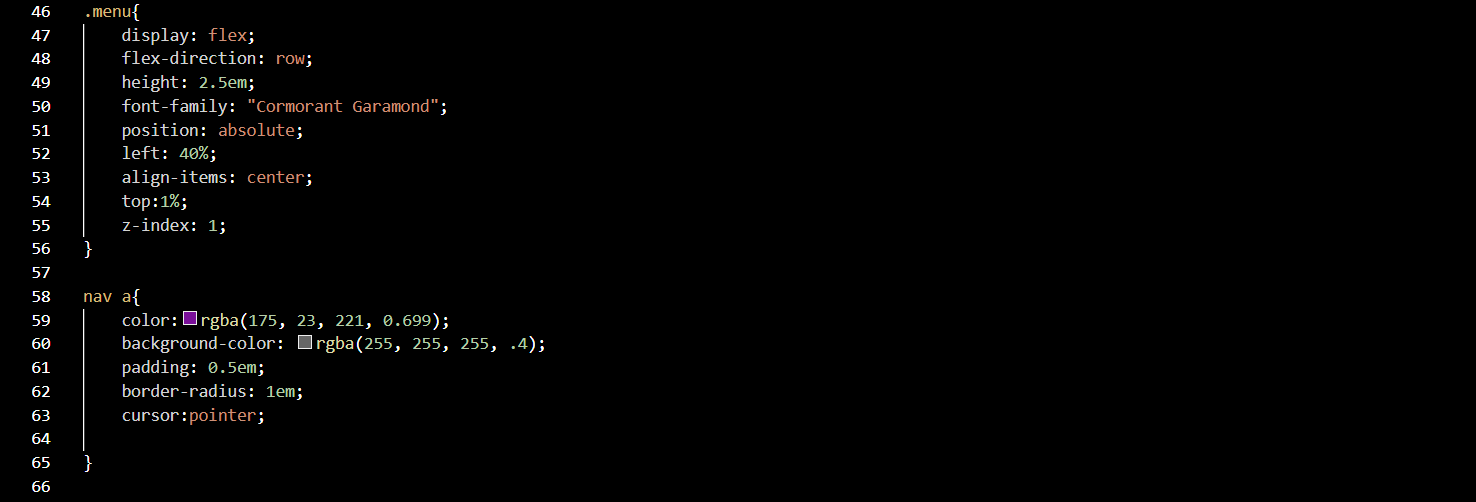 46 .menu{
47 display: flex;
48 flex-direction: row;
49 height: 2.5em;
50 font-family: "Cormorant Garamond";
51 position: absolute;
52 left: 40%;
53 align-items: center;
54 top:1%;
55 z-index: 1;
56 }
57
58 nav a{
59 color: rgba(175, 23, 221, 0.699);
60 background-color: rgba(255, 255, 255, .4);
61 padding: 0.5em;
62 border-radius: 1em;
63 cursor:pointer;
64
65 }
66